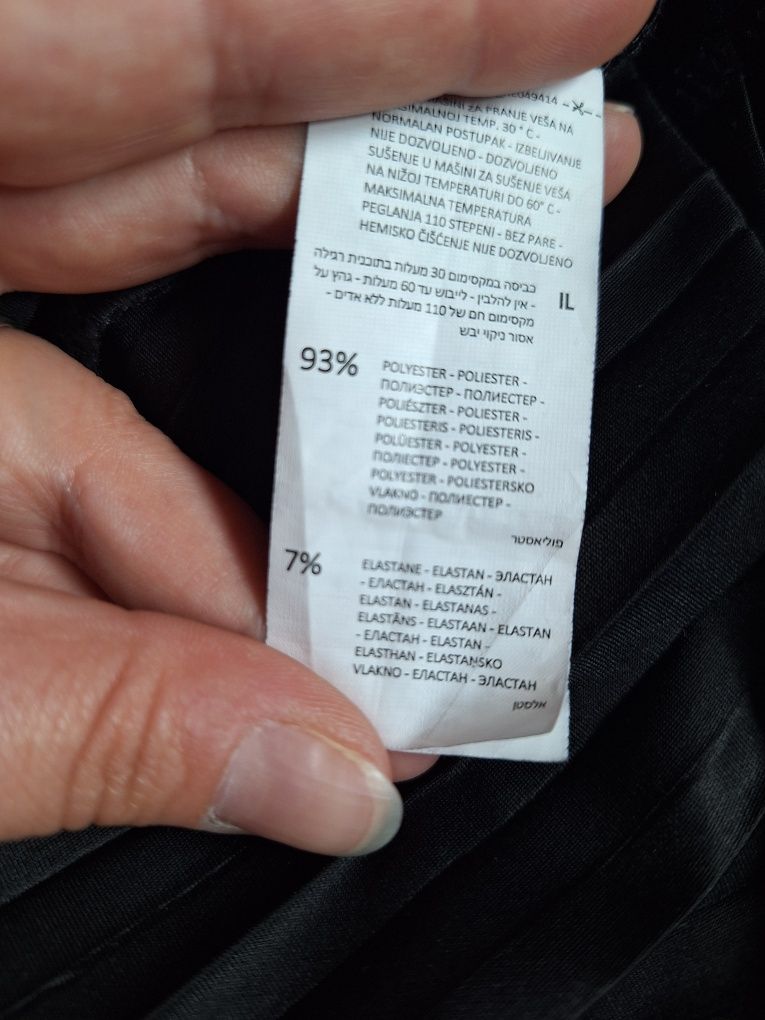 049414
MAŠINI ZA PRANJE VEŠA NA
MAKSIMALNOJ TEMP. 30 ° C -
NORMALAN POSTUPAK - IZBELJIVANJE
NIJE DOZVOLJENO - DOZVOLJENO
SUŠENJE U MAŠINI ZA SUŠENJE VEŠA
NA NIŽOJ TEMPERATURI DO 60° C -
MAKSIMALNA TEMPERATURA
PEGLANJA 110 STEPENI - BEZ PARE -
HEMISKO ČIŠĆENJE NIJE DOZVOLJENO
IL
כביסה במקסימום 30 מעלות בתוכנית רגילה
- אין להלבין - לייבוש עד 60 מעלות - גהץ על
מקסימום חם של 110 מעלות ללא אדים -
אסור ניקוי יבש
93% POLYESTER - POLIESTER -
ПОЛИЭСТЕР - ПОЛИЕСТЕР -
POLIÉSZTER - POLIESTER -
POLIESTERIS - POLIESTERIS -
POLÜESTER - POLYESTER -
ПОЛІЕСТЕР - POLYESTER -
POLYESTER - POLIESTERSKO
VLAKNO - ПОЛИЕСТЕР -
ПОЛИЭСТЕР
פוליאסטר
7% ELASTANE - ELASTAN - ЭЛАСТАН
- ЕЛАСТАН - ELASZTÁN -
ELASTAN - ELASTANAS -
ELASTĀNS - ELASTAAN - ELASTAN
- ЕЛАСТАН - ELASTAN -
ELASTHAN - ELASTANSKO
VLAKNO - ЕЛАСТАН - ЭЛАСТАН
אלסטן